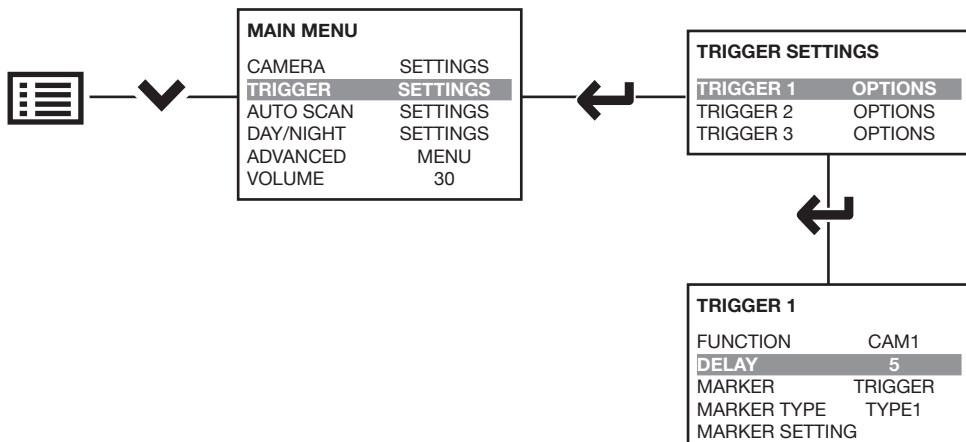 MAIN MENU
CAMERA SETTINGS
TRIGGER SETTINGS
AUTO SCAN SETTINGS
DAY/NIGHT SETTINGS
ADVANCED MENU
VOLUME 30
TRIGGER SETTINGS
TRIGGER 1 OPTIONS
TRIGGER 2 OPTIONS
TRIGGER 3 OPTIONS
TRIGGER 1
FUNCTION CAM1
DELAY 5
MARKER TRIGGER
MARKER TYPE TYPE1
MARKER SETTING